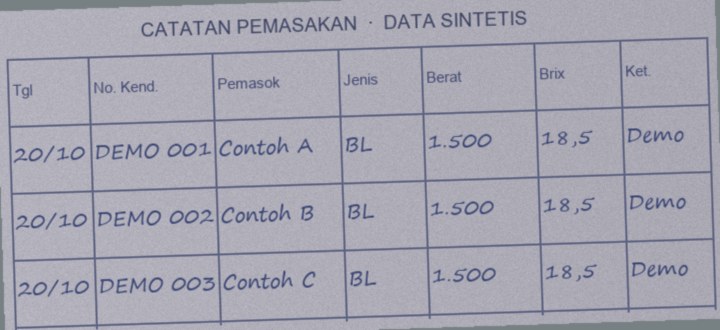 CATATAN PEMASAKAN · DATA SINTETIS
Tgl No. Kend. Pemasok Jenis Berat Brix Ket.
20/10 DEMO 001 Contoh A BL 1.500 18,5 Demo
20/10 DEMO 002 Contoh B BL 1.500 18,5 Demo
20/10 DEMO 003 Contoh C BL 1.500 18,5 Demo